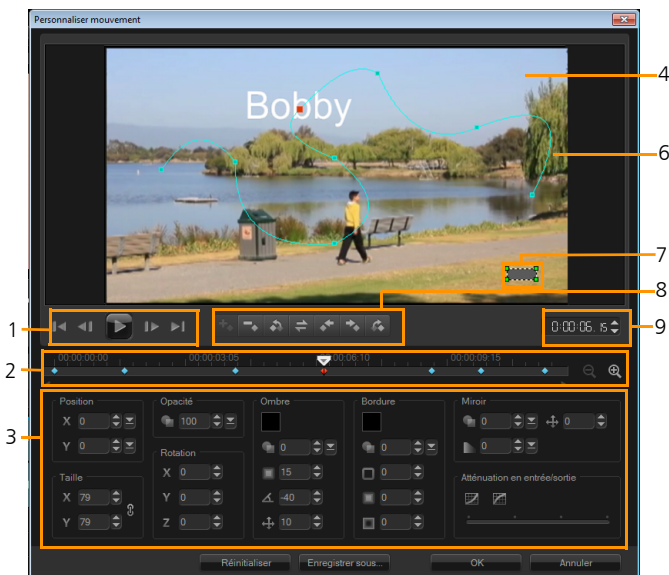 Personnaliser mouvement
Bobby
4
6
7
8
1
0:00:06. 15
9
2
00:00:00:00 00:00:03:05 00:06:10 00:00:09:15
3
Position Opacité Ombre Bordure Miroir
X 0 100 0 0
Y 0 0 0 0
Rotation
X 0 15 0
Taille Atténuation en entrée/sortie
X 79 Y 0 -40 0
Y 79 Z 0 10 0
Réinitialiser Enregistrer sous... OK Annuler